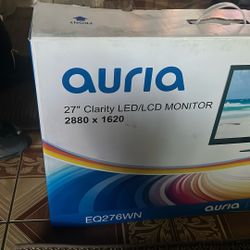 auria
27" Clarity LED/LCD MONITOR
2880 x 1620
EQ276WN
auria